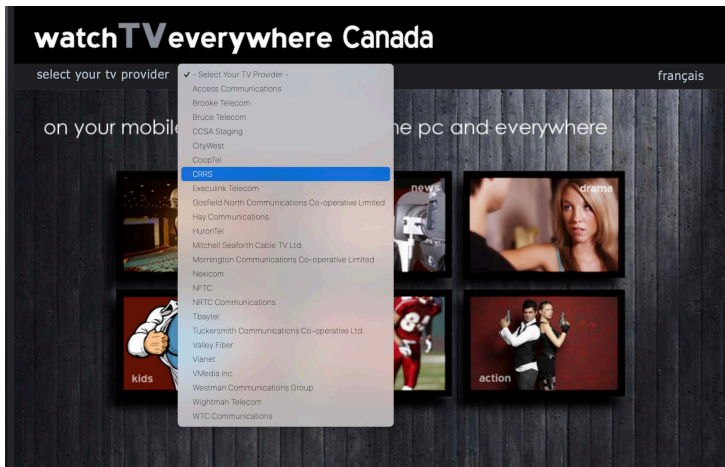 watchTVeverywhere Canada
select your tv provider
français
✓ - Select Your TV Provider -
Access Communications
Brooke Telecom
Bruce Telecom
CCSA Staging
CityWest
CoopTel
CRRS
Execulink Telecom
Gosfield North Communications Co-operative Limited
Hay Communications
HuronTel
Mitchell Seaforth Cable TV Ltd.
Mornington Communications Co-operative Limited
Nexicom
NFTC
NRTC Communications
Tbaytel
Tuckersmith Communications Co-operative Ltd.
Valley Fiber
Vianet
VMedia Inc.
Westman Communications Group
Wightman Telecom
WTC Communications
on your mobile
pc and everywhere
news
drama
kids
action